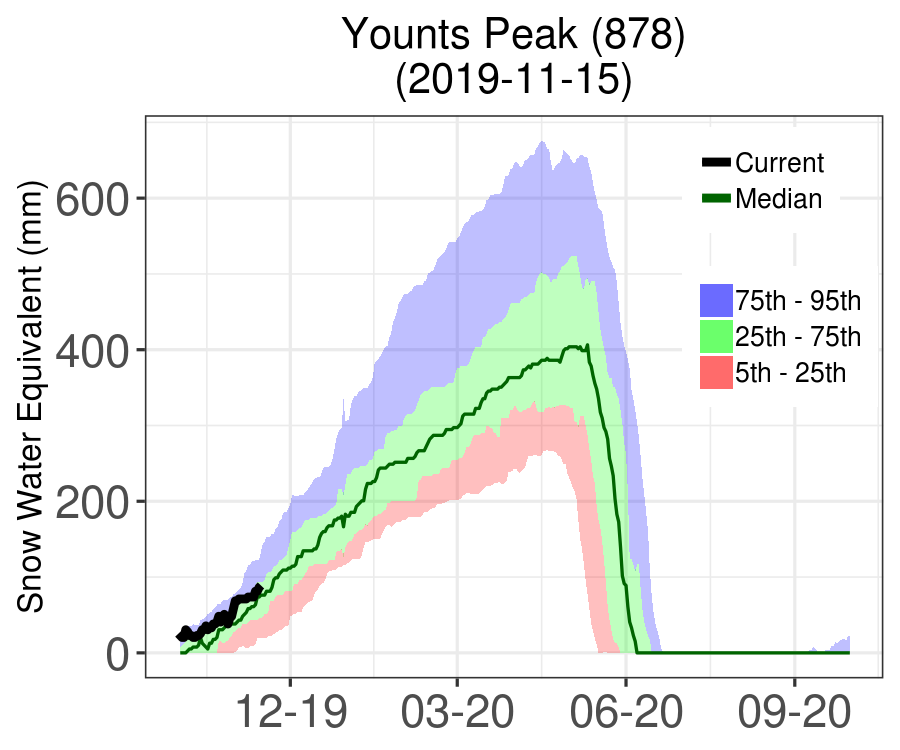 Younts Peak (878)
(2019-11-15)
Snow Water Equivalent (mm)
600
400
200
0
Current
Median
75th - 95th
25th - 75th
5th - 25th
12-19
03-20
06-20
09-20